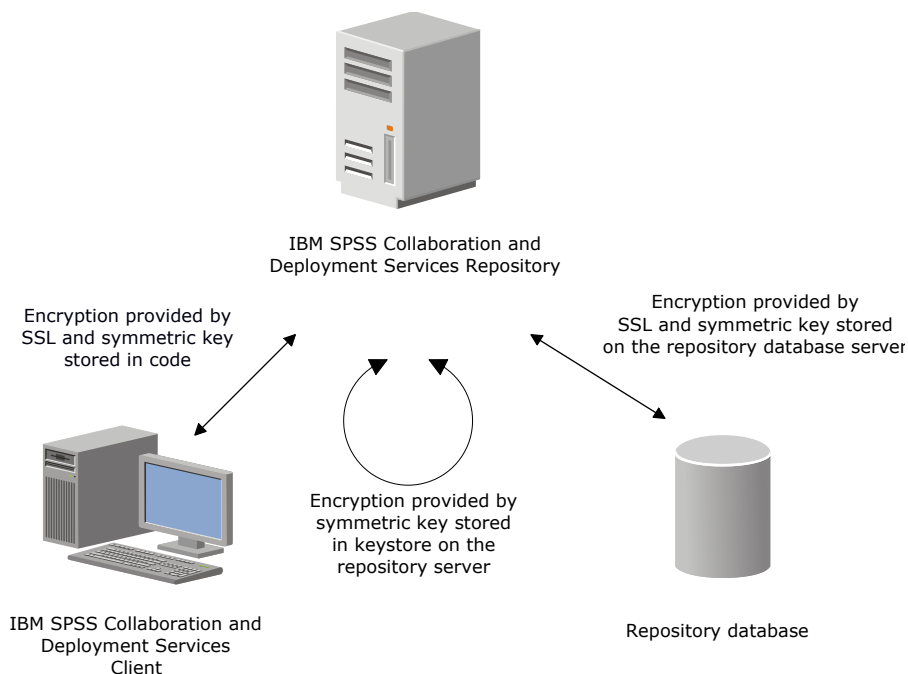 IBM SPSS Collaboration and
Deployment Services Repository
Encryption provided by
SSL and symmetric key
stored in code
Encryption provided by
SSL and symmetric key stored
on the repository database server
Encryption provided by
symmetric key stored
in keystore on the
repository server
IBM SPSS Collaboration and
Deployment Services
Client
Repository database